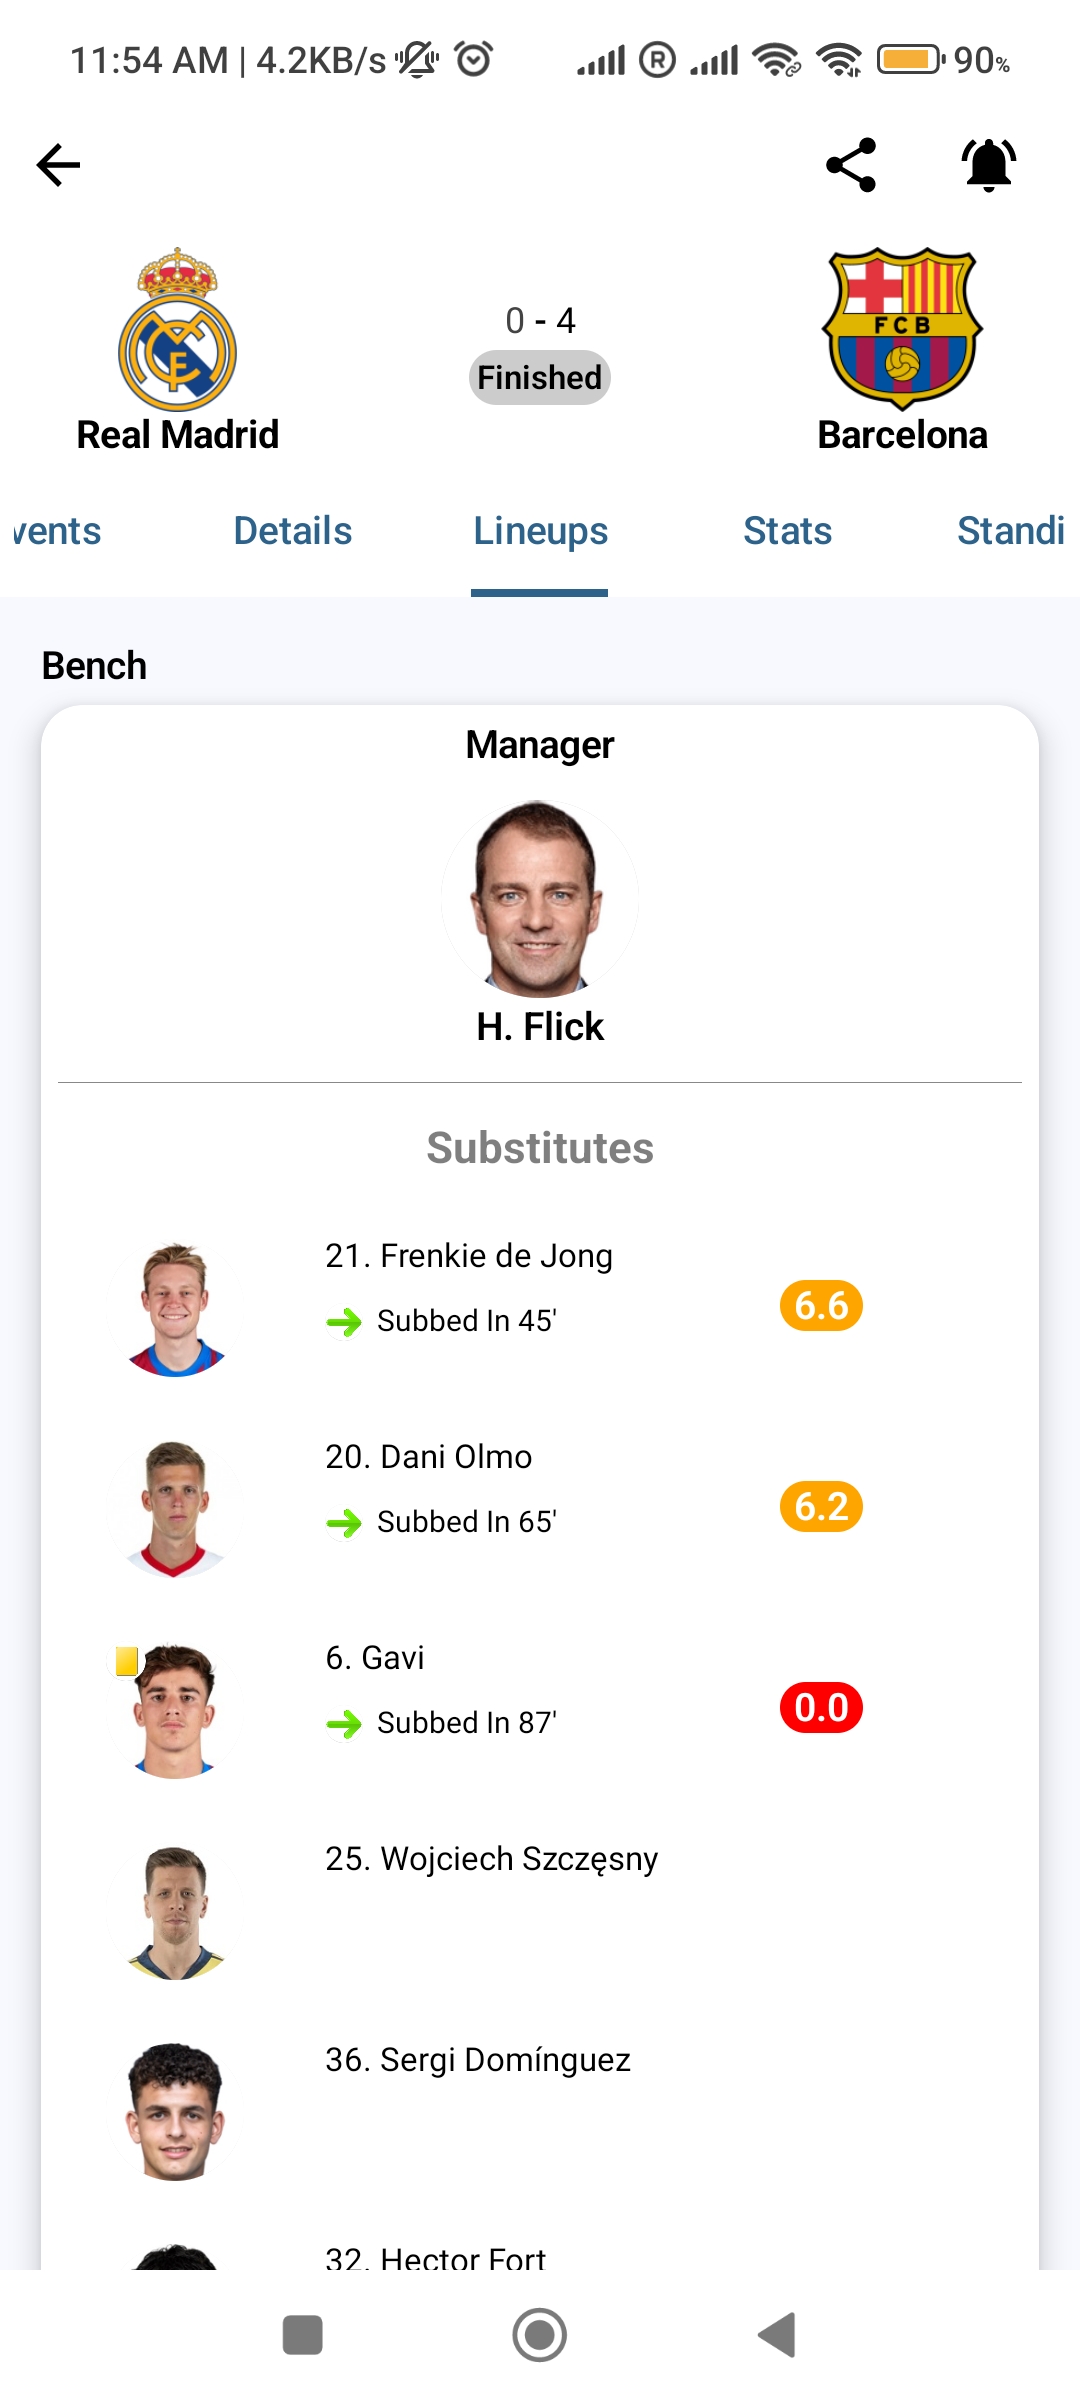 11:54 AM | 4.2KB/s
R
90%
FCB
0 - 4
Finished
Real Madrid
Barcelona
vents
Details
Lineups
Stats
Standi
Bench
Manager
H. Flick
Substitutes
21. Frenkie de Jong
Subbed In 45'
6.6
20. Dani Olmo
Subbed In 65'
6.2
6. Gavi
Subbed In 87'
0.0
25. Wojciech Szczęsny
36. Sergi Domínguez
32. Hector Fort